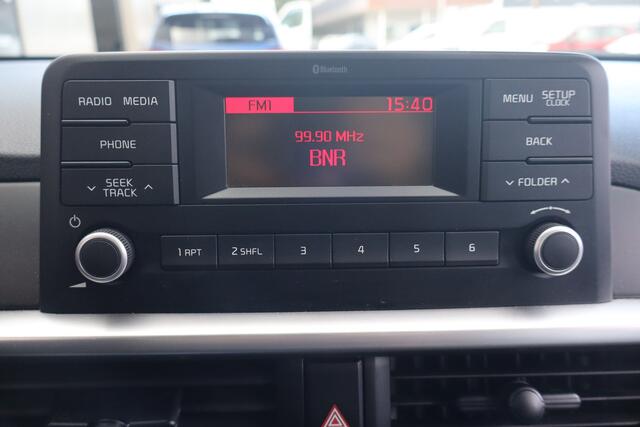 Bluetooth
RADIO MEDIA
MENU SETUP
CLOCK
FM1 15:40
PHONE
99.90 MHz
BACK
BNR
SEEK
TRACK
FOLDER
1 RPT 2 SHFL 3 4 5 6